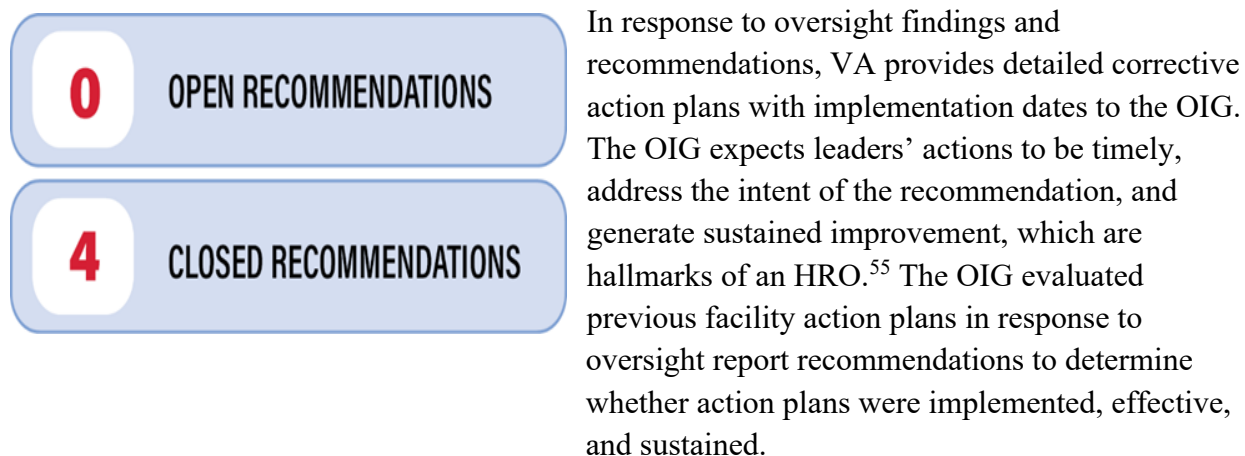 0 OPEN RECOMMENDATIONS
4 CLOSED RECOMMENDATIONS
In response to oversight findings and
recommendations, VA provides detailed corrective
action plans with implementation dates to the OIG.
The OIG expects leaders’ actions to be timely,
address the intent of the recommendation, and
generate sustained improvement, which are
hallmarks of an HRO.55 The OIG evaluated
previous facility action plans in response to
oversight report recommendations to determine
whether action plans were implemented, effective,
and sustained.